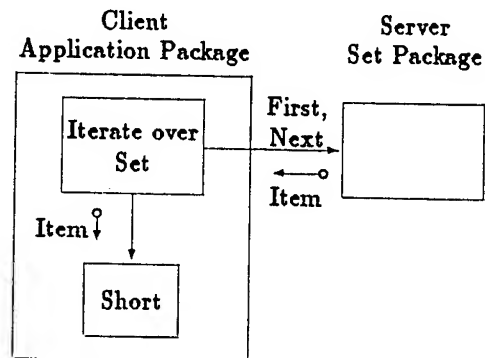 Client
Application Package
Server
Set Package
Iterate over
Set
First,
Next
Item
Item
Short